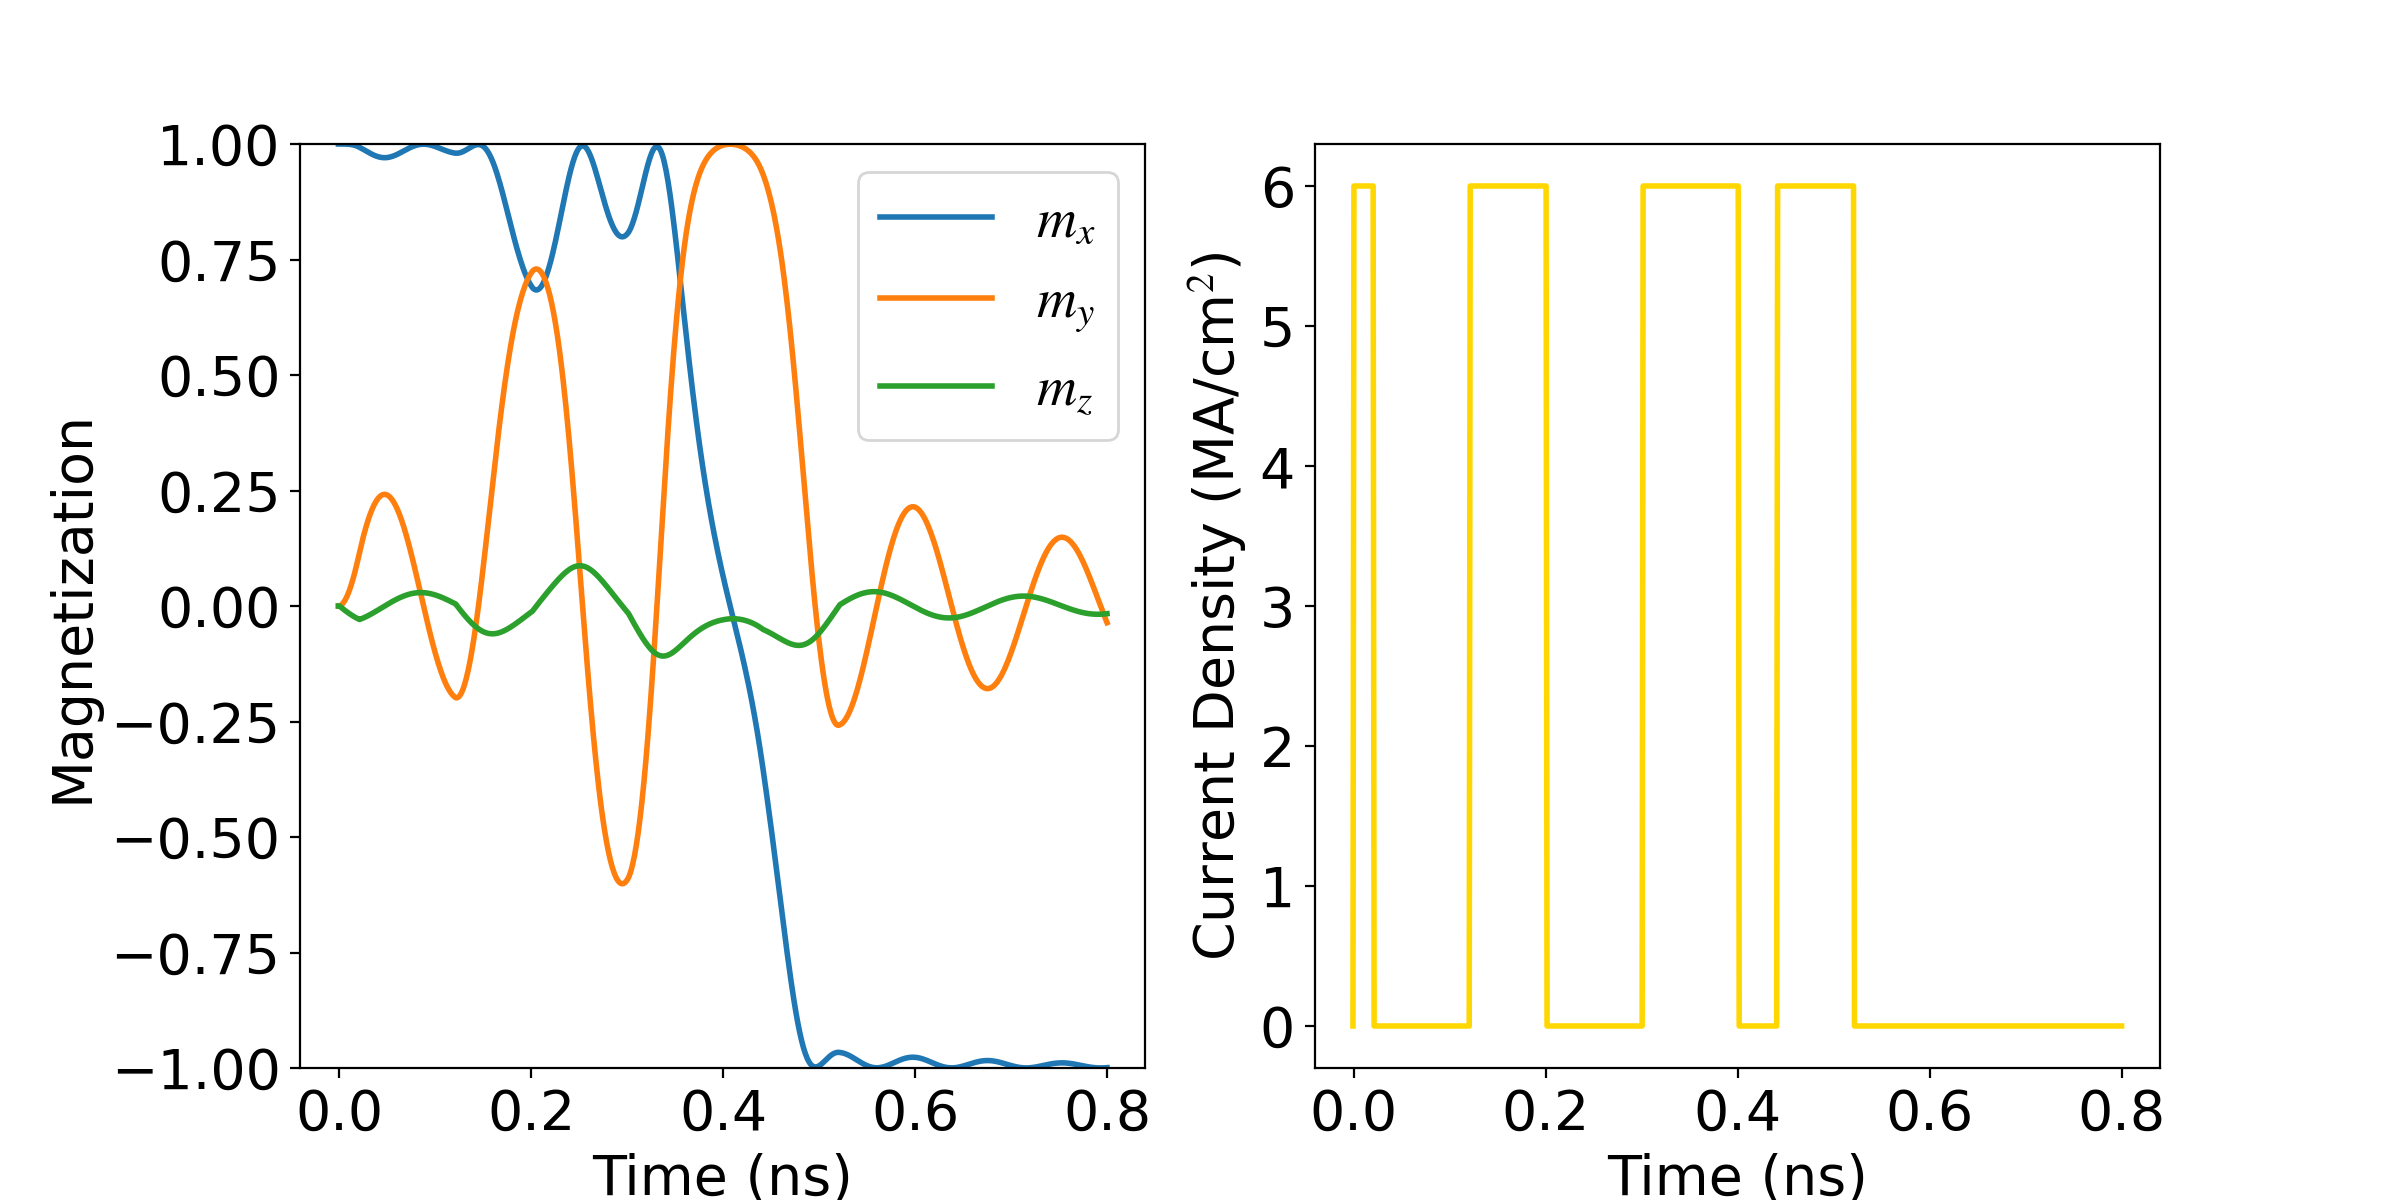 Magnetization
1.00
0.75
0.50
0.25
0.00
−0.25
−0.50
−0.75
−1.00
0.0 0.2 0.4 0.6 0.8
Time (ns)
m_x
m_y
m_z
Current Density (MA/cm²)
6
5
4
3
2
1
0
0.0 0.2 0.4 0.6 0.8
Time (ns)